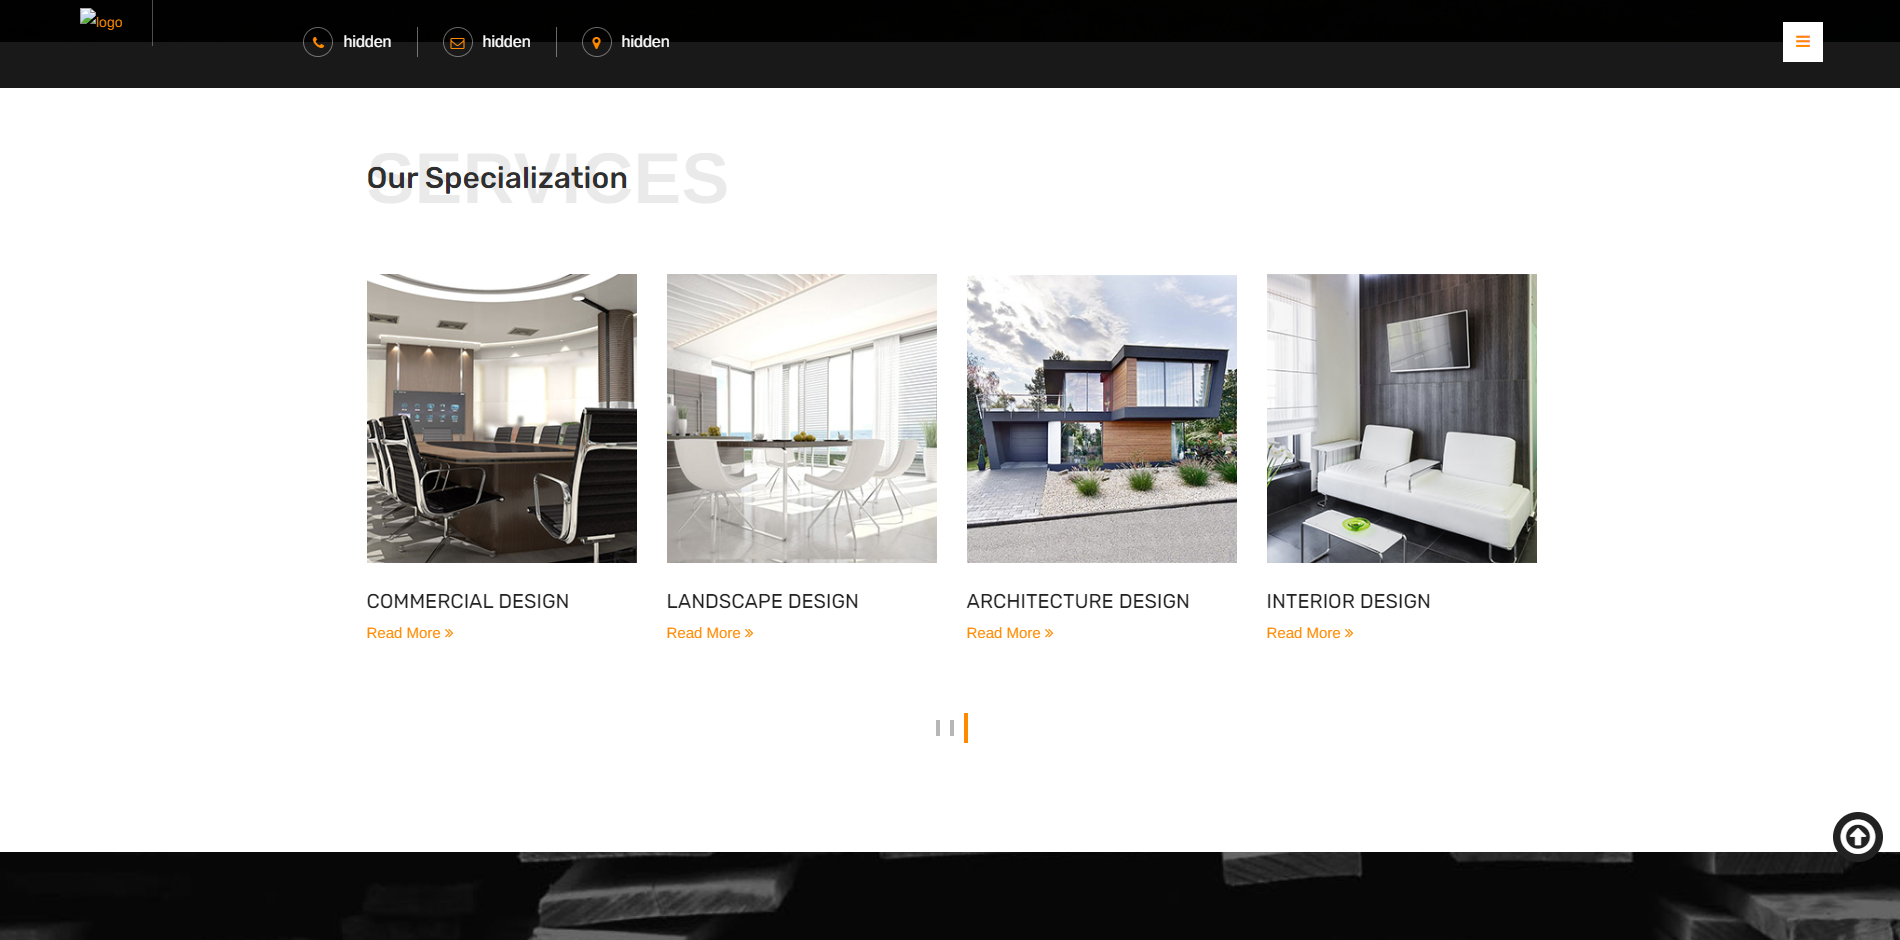 logo
hidden
hidden
hidden
SERVICES
Our Specialization
COMMERCIAL DESIGN
Read More »
LANDSCAPE DESIGN
Read More »
ARCHITECTURE DESIGN
Read More »
INTERIOR DESIGN
Read More »